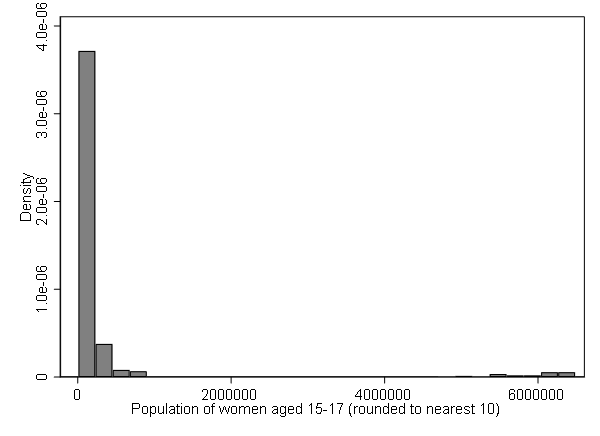 4.0e-06
3.0e-06
2.0e-06
1.0e-06
0
Density
0 2000000 4000000 6000000
Population of women aged 15-17 (rounded to nearest 10)